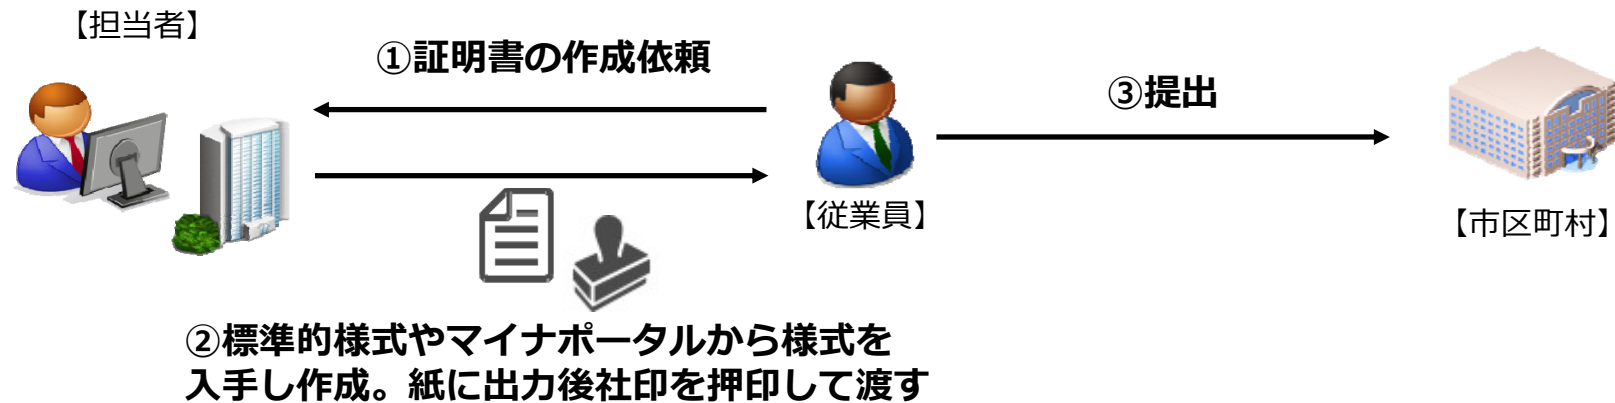 【担当者】
①証明書の作成依頼
③提出
【従業員】
【市区町村】
②標準的様式やマイナポータルから様式を
入手し作成。紙に出力後社印を押印して渡す